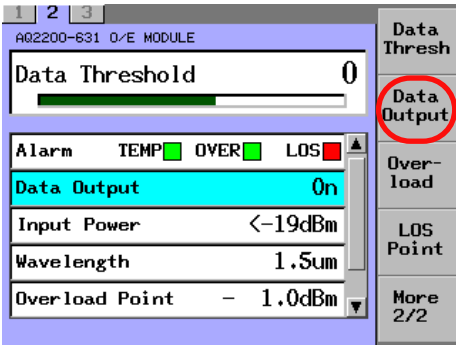 1 2 3
AQ2200-631 O/E MODULE
Data Threshold 0
Alarm TEMP OVER LOS
Data Output On
Input Power <-19dBm
Wavelength 1.5um
Overload Point - 1.0dBm
Data
Thresh
Data
Output
Over-
load
LOS
Point
More
2/2